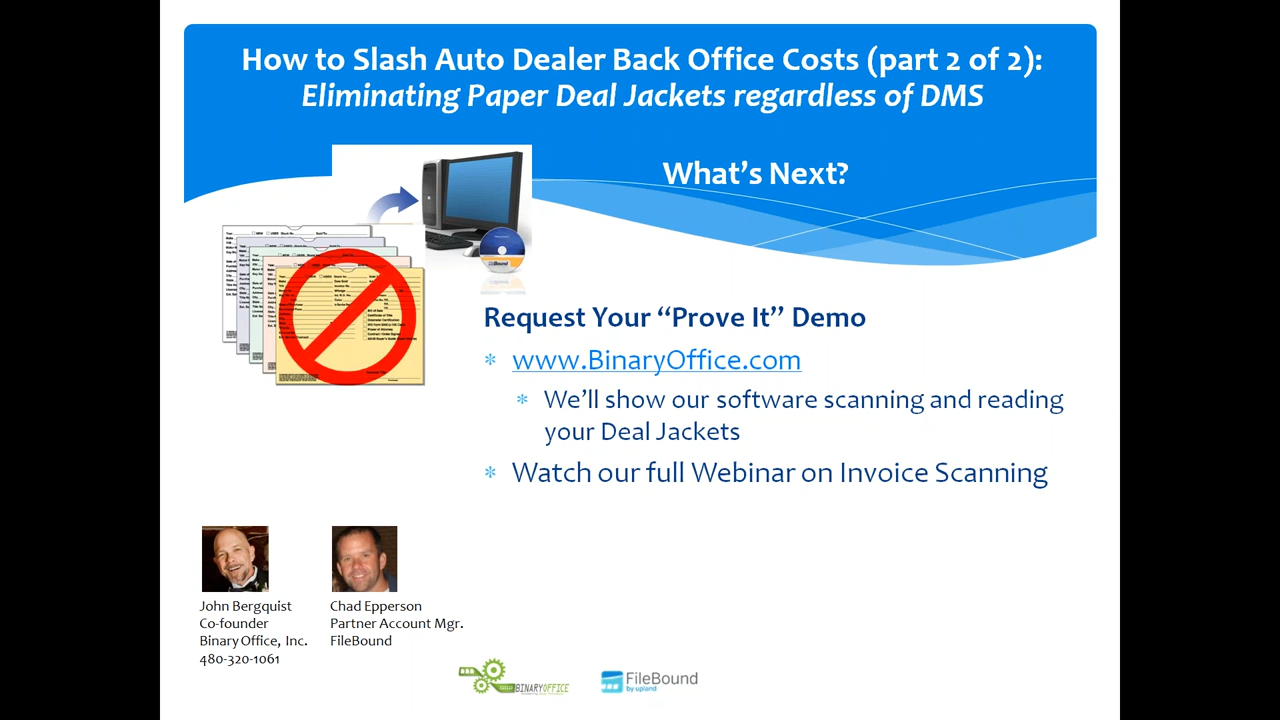 How to Slash Auto Dealer Back Office Costs (part 2 of 2):
Eliminating Paper Deal Jackets regardless of DMS
What's Next?
Request Your “Prove It” Demo
www.BinaryOffice.com
We'll show our software scanning and reading
your Deal Jackets
Watch our full Webinar on Invoice Scanning
John Bergquist
Co-founder
Binary Office, Inc.
480-320-1061
Chad Epperson
Partner Account Mgr.
FileBound
BINARYOFFICE
FileBound
by upland